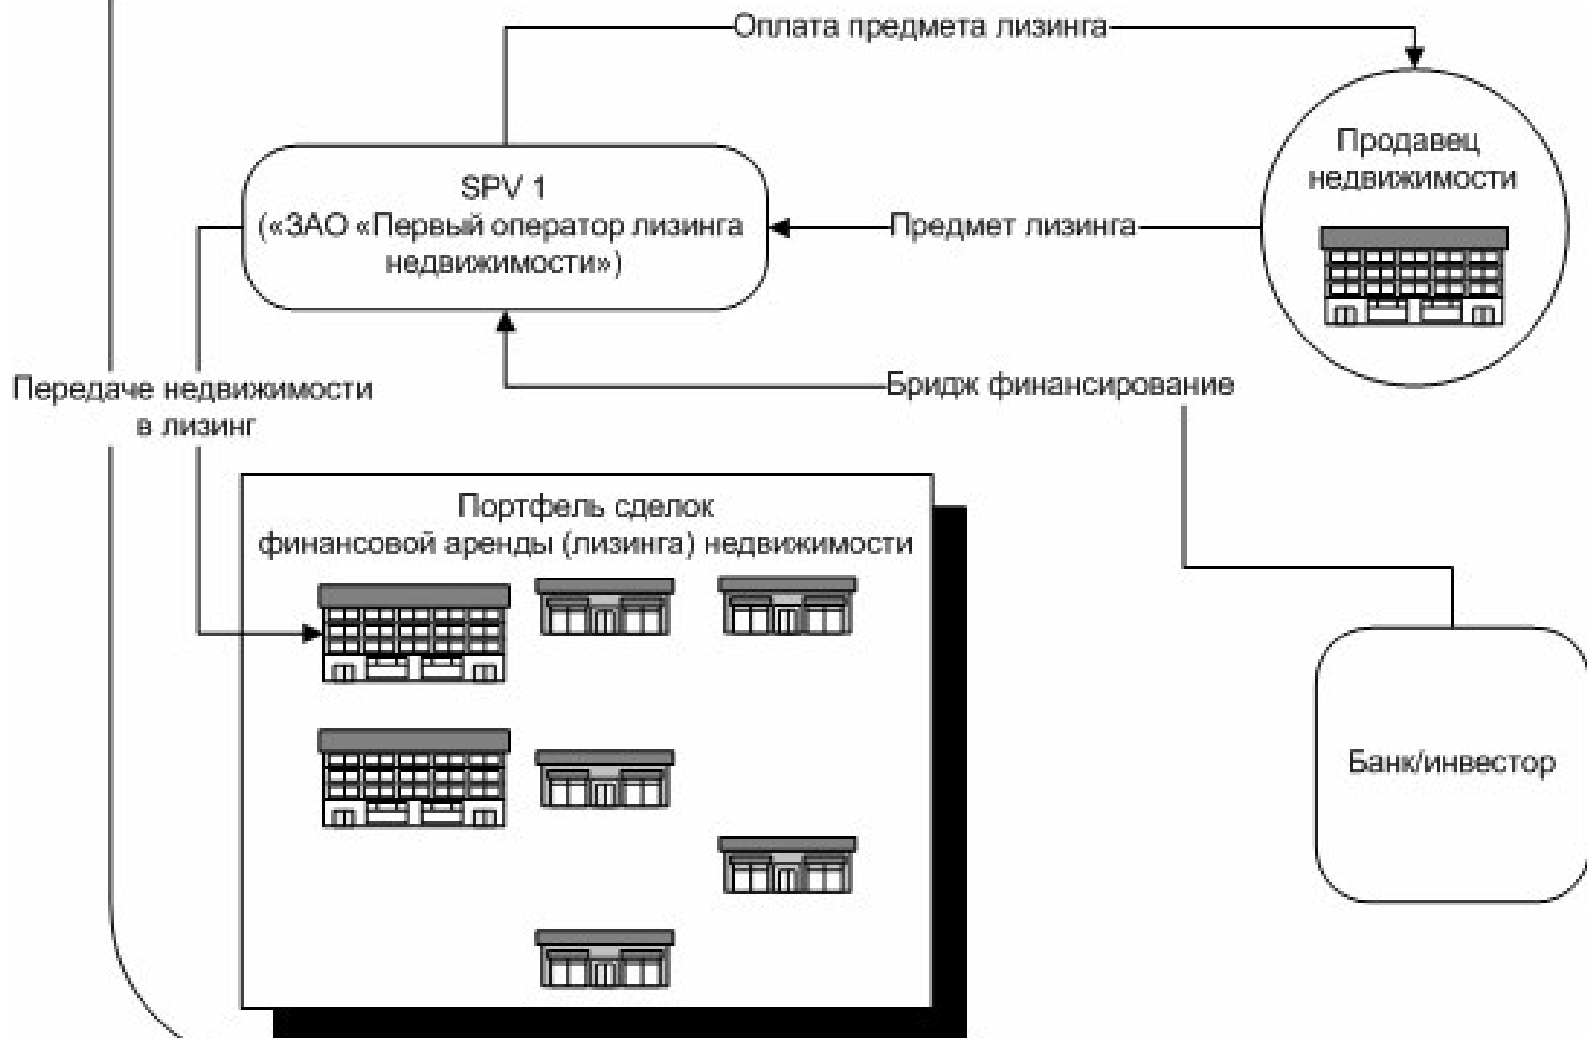 Оплата предмета лизинга
Продавец
недвижимости
SPV 1
(«ЗАО «Первый оператор лизинга
недвижимости»)
Предмет лизинга
Передаче недвижимости
в лизинг
Бридж финансирование
Портфель сделок
финансовой аренды (лизинга) недвижимости
Банк/инвестор